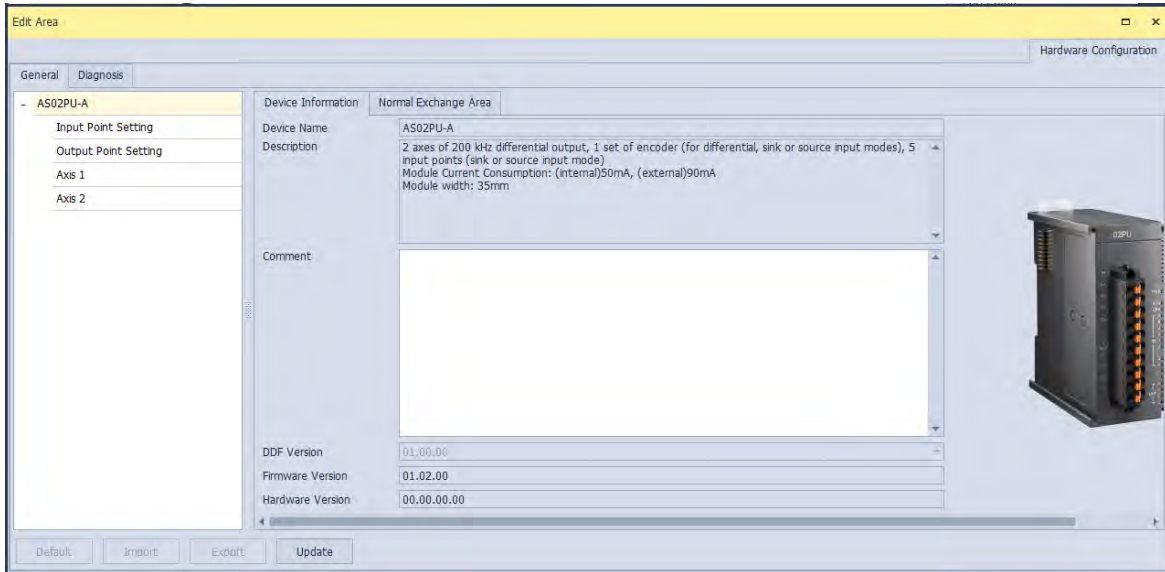 Edit Area
Hardware Configuration
General Diagnosis
- AS02PU-A
Input Point Setting
Output Point Setting
Axis 1
Axis 2
Device Information Normal Exchange Area
Device Name AS02PU-A
Description 2 axes of 200 kHz differential output, 1 set of encoder (for differential, sink or source input modes), 5
input points (sink or source input mode)
Module Current Consumption: (internal)50mA, (external)90mA
Module width: 35mm
02PU
Comment
DDF Version 01.00.00
Firmware Version 01.02.00
Hardware Version 00.00.00.00
Default Import Export Update